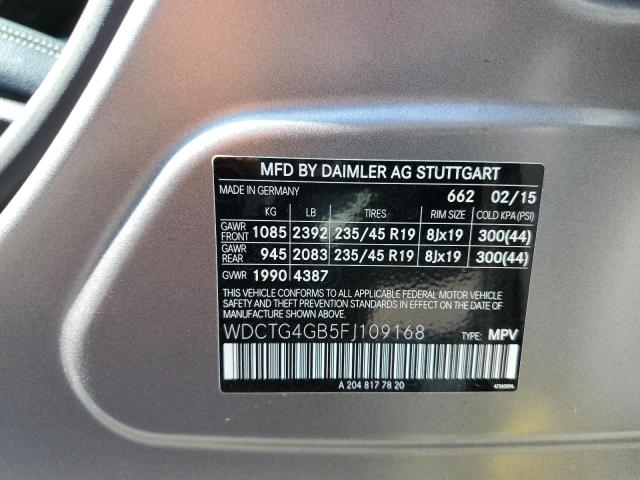 MFD BY DAIMLER AG STUTTGART
MADE IN GERMANY 662 02/15
KG LB TIRES RIM SIZE COLD KPA(PSI)
GAWR FRONT 1085 2392 235/45 R19 8Jx19 300(44)
GAWR REAR 945 2083 235/45 R19 8Jx19 300(44)
GVWR 1990 4387
THIS VEHICLE CONFORMS TO ALL APPLICABLE FEDERAL MOTOR VEHICLE
SAFETY AND THEFT PREVENTION STANDARDS IN EFFECT ON THE DATE OF
MANUFACTURE SHOWN ABOVE.
WDCTG4GB5FJ109168 TYPE: MPV
A 204 817 78 20